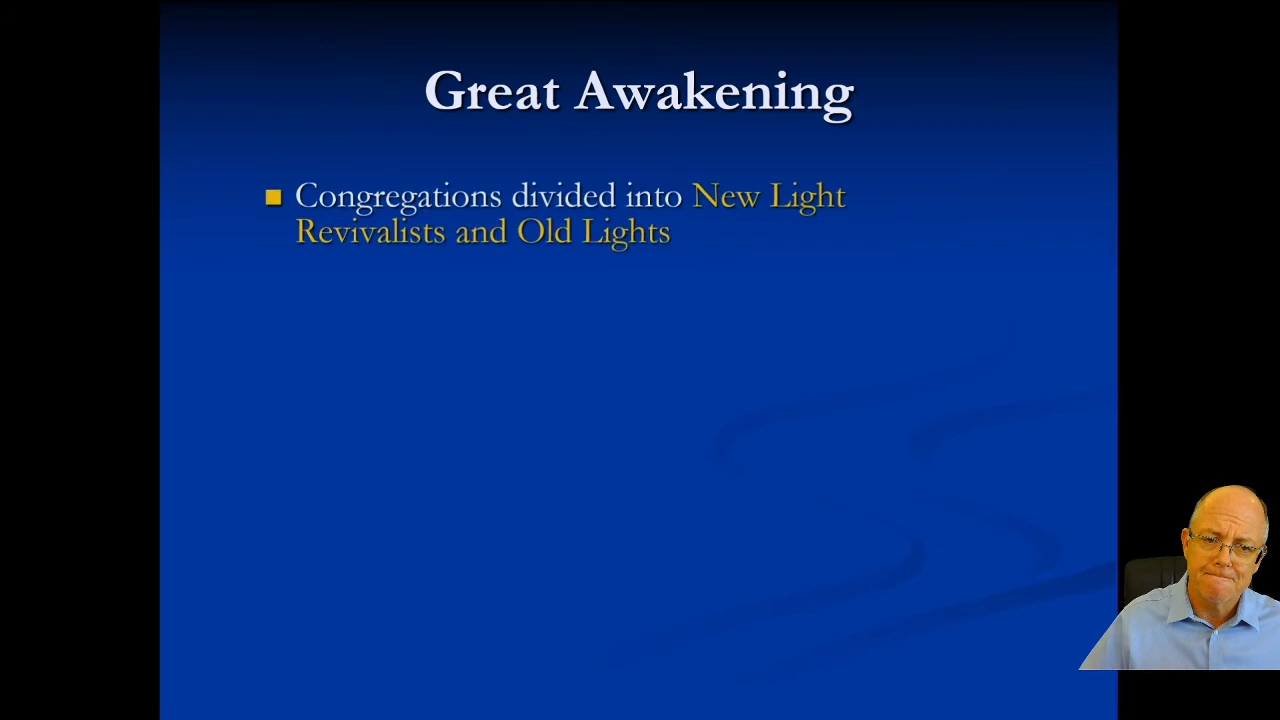 Great Awakening
Congregations divided into New Light
Revivalists and Old Lights